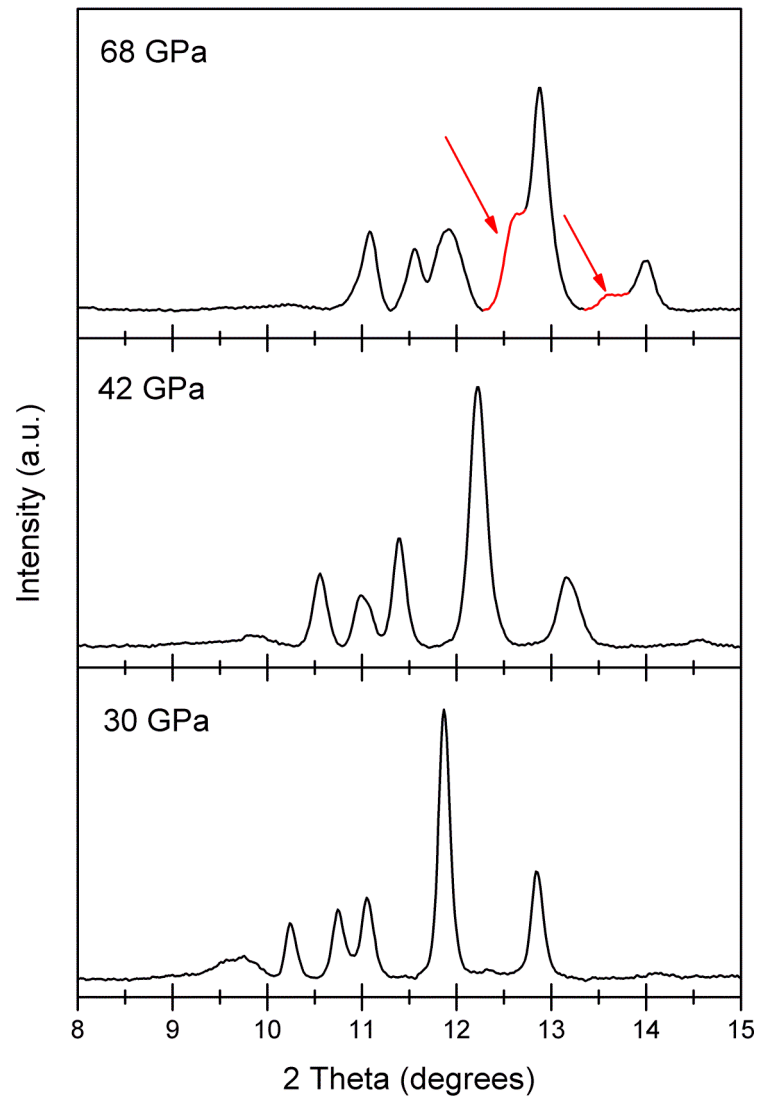 68 GPa
42 GPa
Intensity (a.u.)
30 GPa
8 9 10 11 12 13 14 15
2 Theta (degrees)